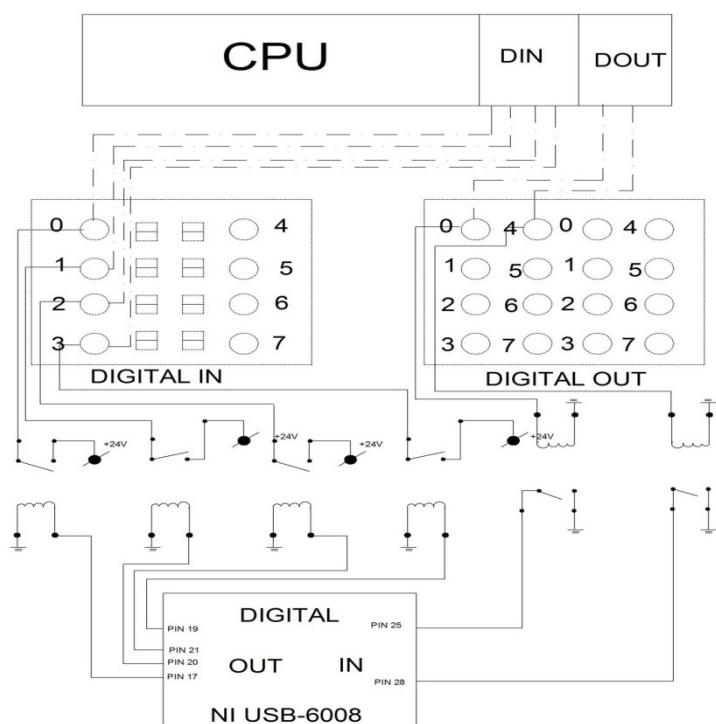 CPU DIN DOUT
0 4 0 4 0 4
1 5 1 5 1 5
2 6 2 6 2 6
3 7 3 7 3 7
DIGITAL IN DIGITAL OUT
+24V +24V +24V +24V
DIGITAL
PIN 19 PIN 25
PIN 21
PIN 20 OUT IN
PIN 17 PIN 28
NI USB-6008